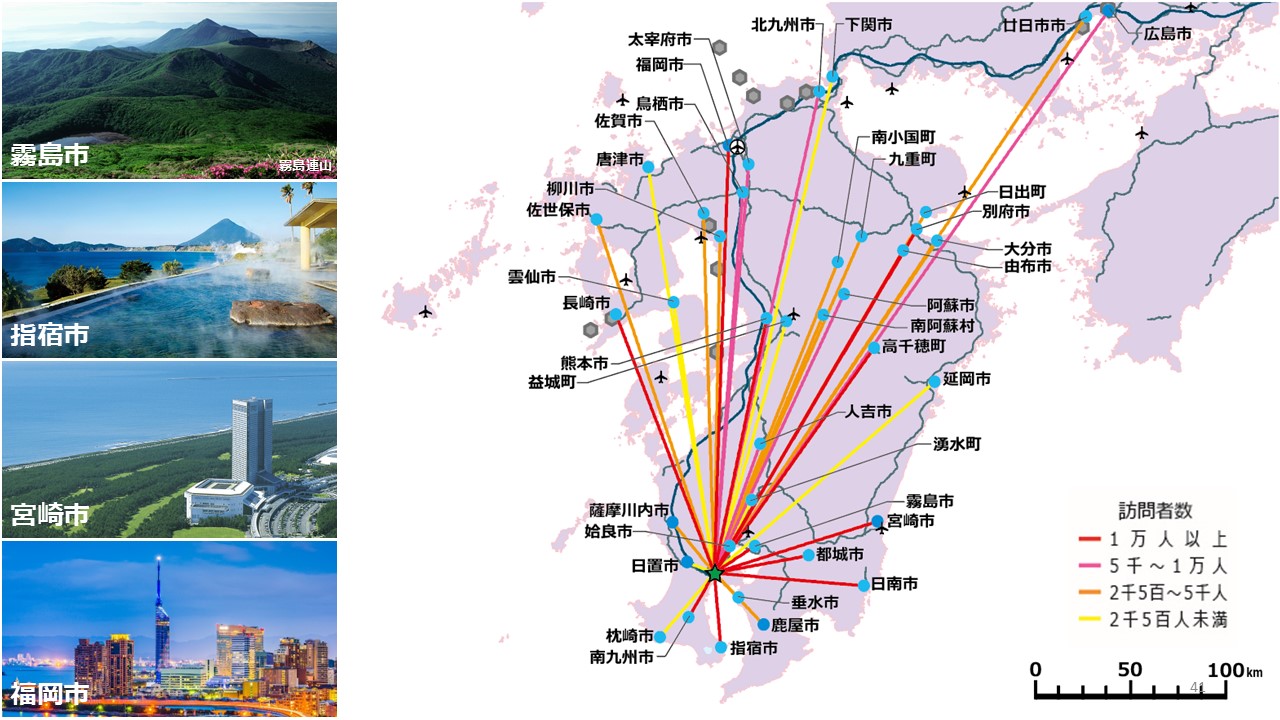 霧島市
霧島連山
指宿市
宮崎市
福岡市
北九州市
下関市
廿日市市
広島市
太宰府市
福岡市
鳥栖市
佐賀市
唐津市
柳川市
佐世保市
雲仙市
長崎市
熊本市
益城町
南小国町
九重町
日出町
別府市
大分市
由布市
阿蘇市
南阿蘇村
高千穂町
延岡市
人吉市
湧水町
霧島市
宮崎市
都城市
日南市
薩摩川内市
姶良市
日置市
垂水市
鹿屋市
枕崎市
南九州市
指宿市
訪問者数
1万人以上
5千～1万人
2千5百～5千人
2千5百人未満
0 50 100km
41